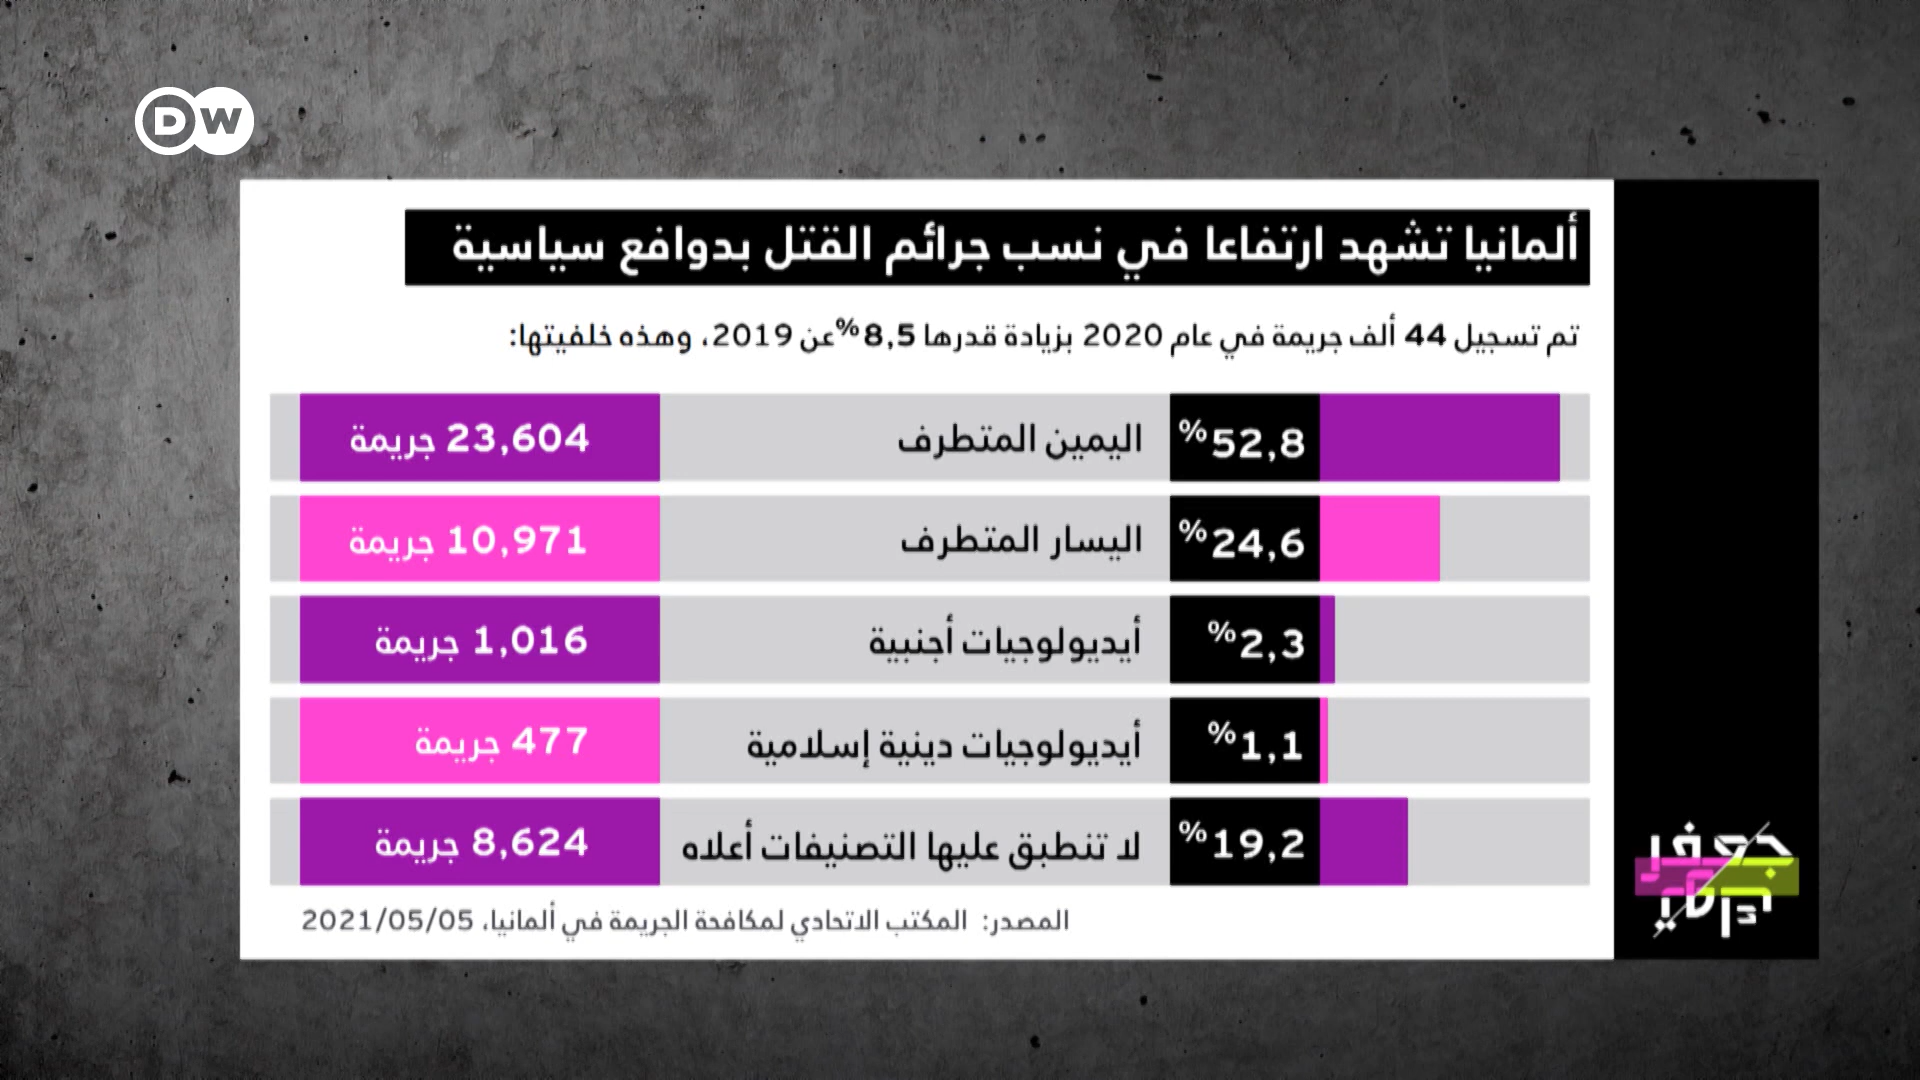 DW
ألمانيا تشهد ارتفاعا في نسب جرائم القتل بدوافع سياسية
تم تسجيل 44 ألف جريمة في عام 2020 بزيادة قدرها 8,5% عن 2019، وهذه خلفيتها:
52,8% اليمين المتطرف 23,604 جريمة
24,6% اليسار المتطرف 10,971 جريمة
2,3% أيديولوجيات أجنبية 1,016 جريمة
1,1% أيديولوجيات دينية إسلامية 477 جريمة
19,2% لا تنطبق عليها التصنيفات أعلاه 8,624 جريمة
المصدر: المكتب الاتحادي لمكافحة الجريمة في ألمانيا، 2021/05/05
جعفر
توك